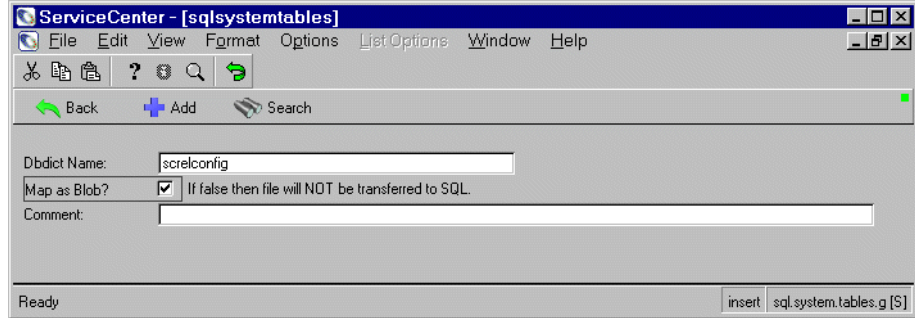 ServiceCenter - [sqlsystemtables]
File Edit View Format Options List Options Window Help
Back Add Search
Dbdict Name: screlconfig
Map as Blob? If false then file will NOT be transferred to SQL.
Comment:
Ready insert sql.system.tables.g [S]